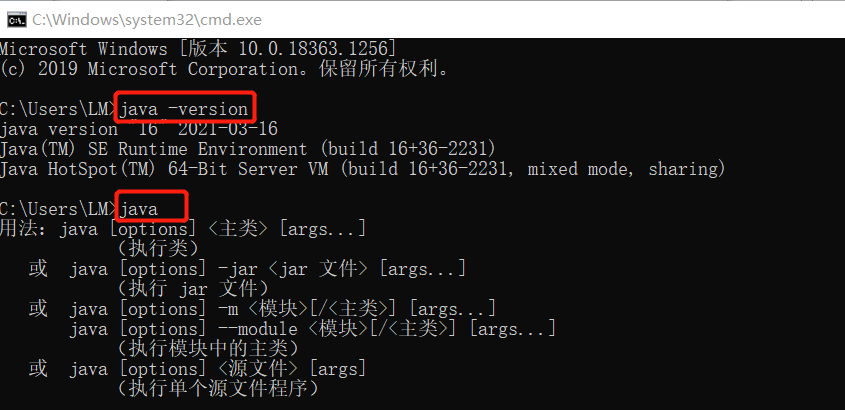 C:\Windows\system32\cmd.exe
Microsoft Windows [版本 10.0.18363.1256]
(c) 2019 Microsoft Corporation。保留所有权利。
C:\Users\LM>java -version
java version "16" 2021-03-16
Java(TM) SE Runtime Environment (build 16+36-2231)
Java HotSpot(TM) 64-Bit Server VM (build 16+36-2231, mixed mode, sharing)
C:\Users\LM>java
用法：java [options] <主类> [args...]
（执行类）
或 java [options] -jar <jar 文件> [args...]
（执行 jar 文件）
或 java [options] -m <模块>[/<主类>] [args...]
java [options] --module <模块>[/<主类>] [args...]
（执行模块中的主类）
或 java [options] <源文件> [args]
（执行单个源文件程序）